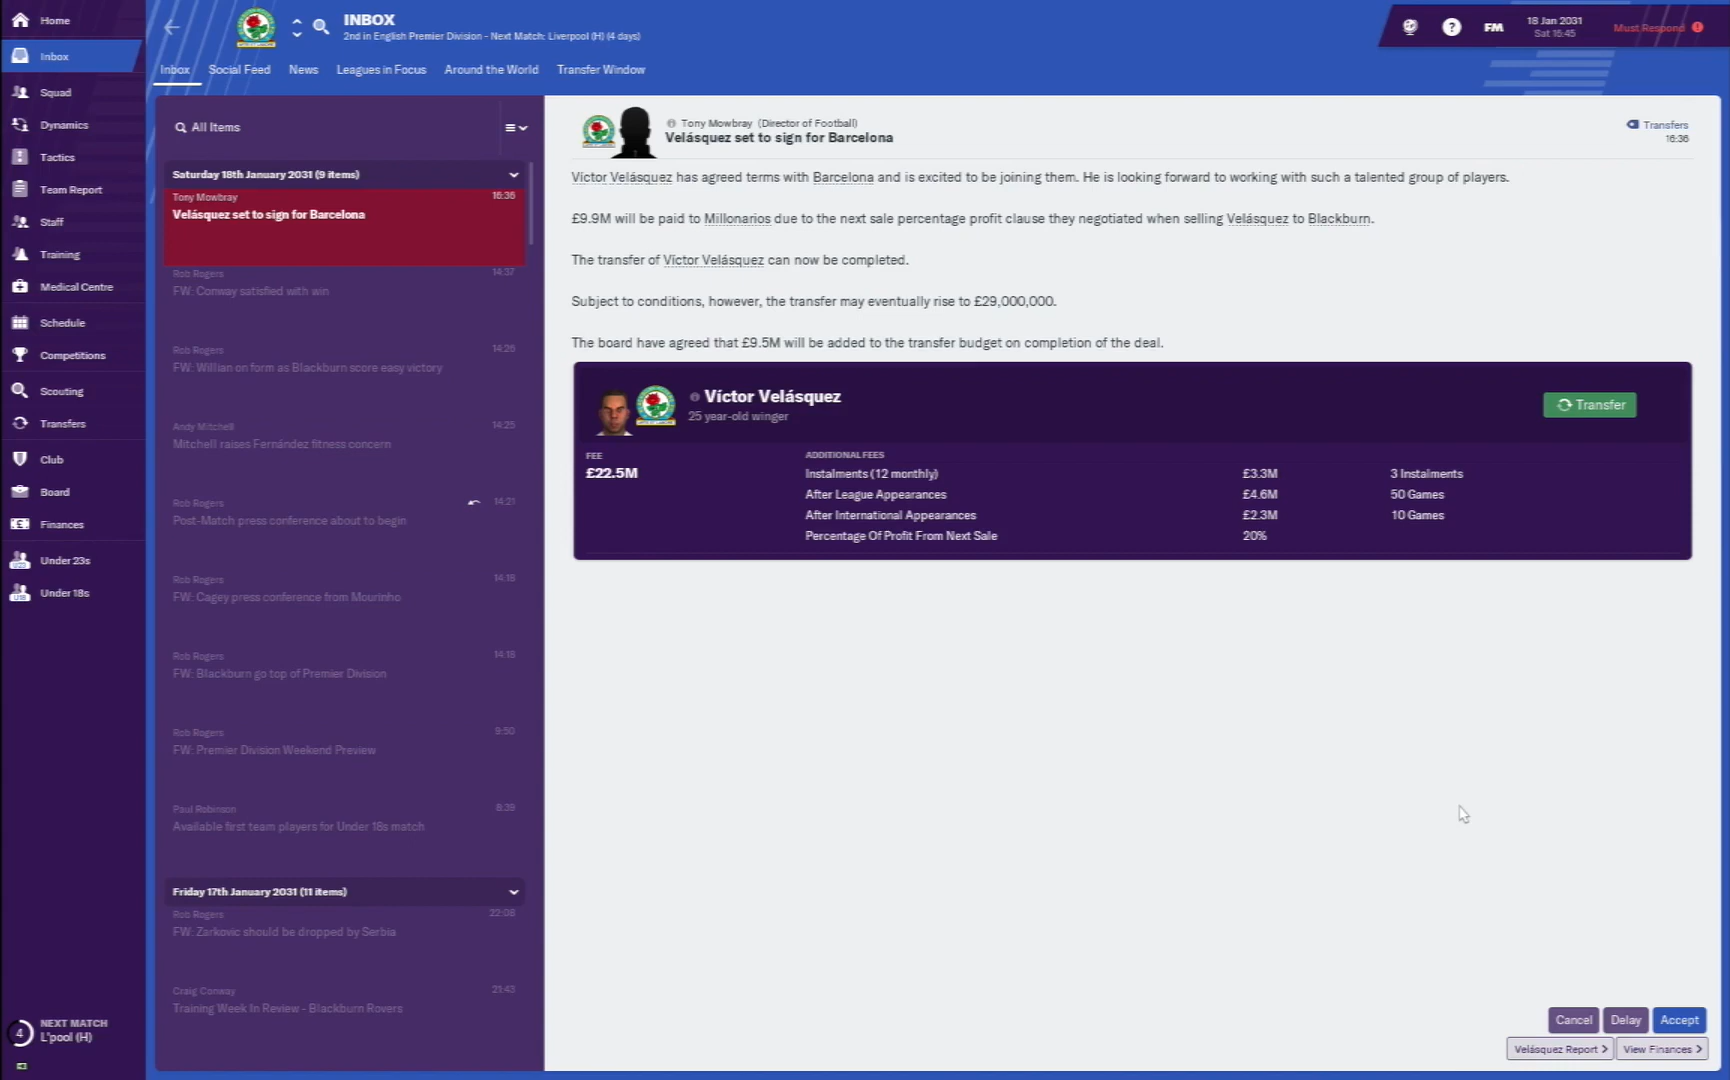 Home
Inbox
Squad
Dynamics
Tactics
Team Report
Staff
Training
Medical Centre
Schedule
Competitions
Scouting
Transfers
Club
Board
Finances
Under 23s
Under 18s
4
NEXT MATCH
L'pool (H)
INBOX
2nd in English Premier Division - Next Match: Liverpool (H) (4 days)
?
FM
18 Jan 2031
Sat 16:45
Must Respond
Inbox Social Feed News Leagues in Focus Around the World Transfer Window
All Items
Saturday 18th January 2031 (9 items)
Tony Mowbray 16:36
Velásquez set to sign for Barcelona
Rob Rogers 14:37
FW: Conway satisfied with win
Rob Rogers 14:26
FW: Willian on form as Blackburn score easy victory
Andy Mitchell 14:25
Mitchell raises Fernández fitness concern
Rob Rogers 14:21
Post-Match press conference about to begin
Rob Rogers 14:18
FW: Cagey press conference from Mourinho
Rob Rogers 14:18
FW: Blackburn go top of Premier Division
Rob Rogers 9:50
FW: Premier Division Weekend Preview
Paul Robinson 8:39
Available first team players for Under 18s match
Friday 17th January 2031 (11 items)
Rob Rogers 22:08
FW: Zarkovic should be dropped by Serbia
Craig Conway 21:43
Training Week In Review - Blackburn Rovers
Tony Mowbray (Director of Football)
Velásquez set to sign for Barcelona
Transfers
16:36
Víctor Velásquez has agreed terms with Barcelona and is excited to be joining them. He is looking forward to working with such a talented group of players.
£9.9M will be paid to Millonarios due to the next sale percentage profit clause they negotiated when selling Velásquez to Blackburn.
The transfer of Víctor Velásquez can now be completed.
Subject to conditions, however, the transfer may eventually rise to £29,000,000.
The board have agreed that £9.5M will be added to the transfer budget on completion of the deal.
Víctor Velásquez
25 year-old winger
Transfer
FEE
£22.5M
ADDITIONAL FEES
Instalments (12 monthly) £3.3M 3 Instalments
After League Appearances £4.6M 50 Games
After International Appearances £2.3M 10 Games
Percentage Of Profit From Next Sale 20%
Cancel Delay Accept
Velásquez Report > View Finances >